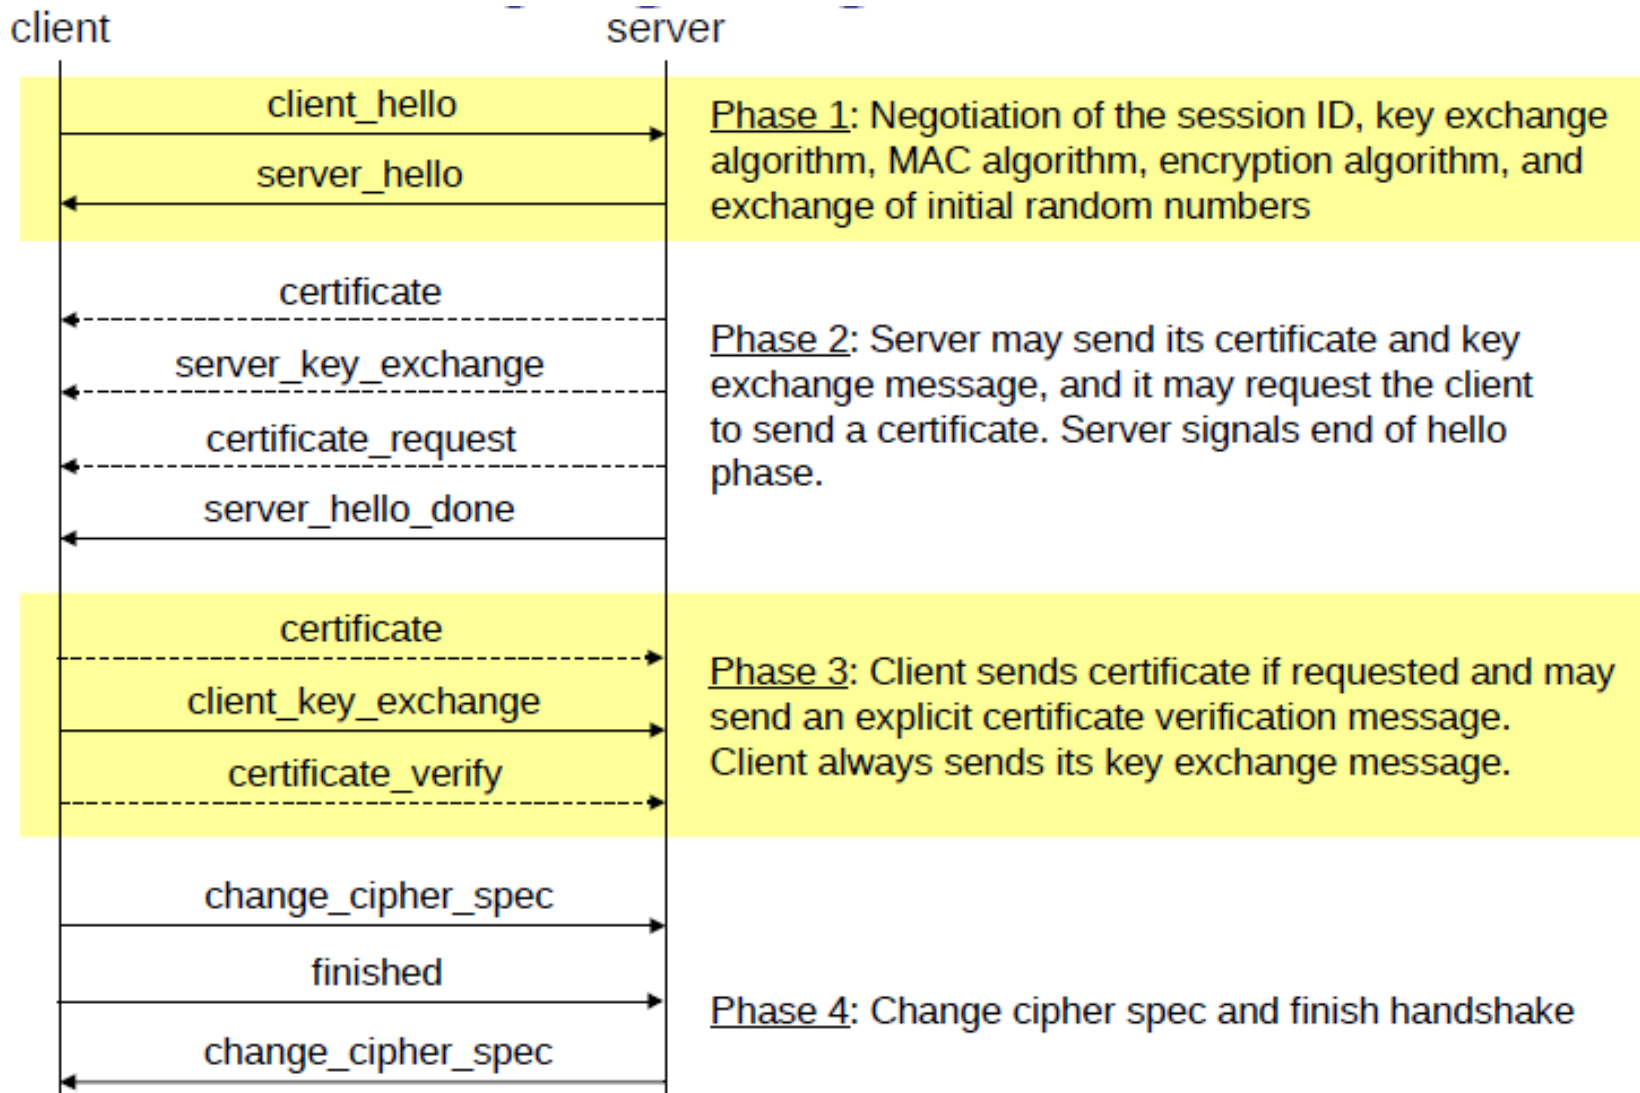 client
server
client_hello
server_hello
Phase 1: Negotiation of the session ID, key exchange
algorithm, MAC algorithm, encryption algorithm, and
exchange of initial random numbers
certificate
server_key_exchange
certificate_request
server_hello_done
Phase 2: Server may send its certificate and key
exchange message, and it may request the client
to send a certificate. Server signals end of hello
phase.
certificate
client_key_exchange
certificate_verify
Phase 3: Client sends certificate if requested and may
send an explicit certificate verification message.
Client always sends its key exchange message.
change_cipher_spec
finished
change_cipher_spec
Phase 4: Change cipher spec and finish handshake